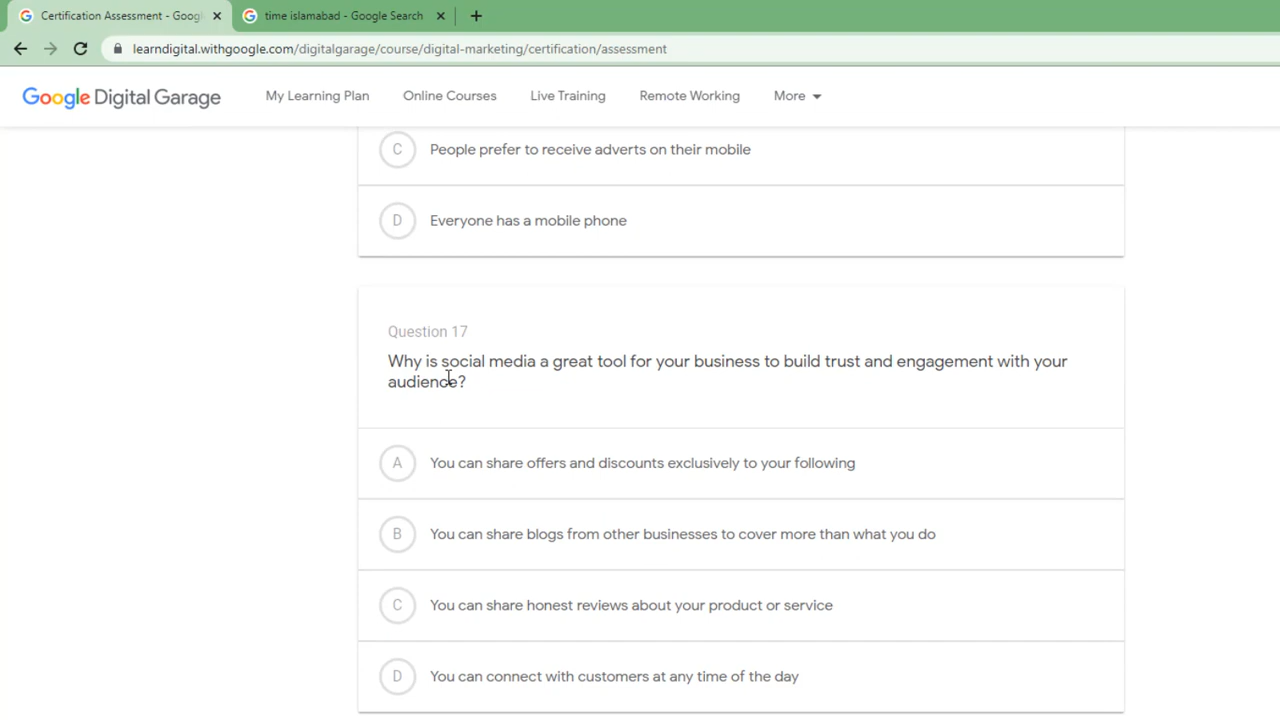 Certification Assessment - Googl
time islamabad - Google Search
learndigital.withgoogle.com/digitalgarage/course/digital-marketing/certification/assessment
Google Digital Garage
My Learning Plan
Online Courses
Live Training
Remote Working
More
C People prefer to receive adverts on their mobile
D Everyone has a mobile phone
Question 17
Why is social media a great tool for your business to build trust and engagement with your
audience?
A You can share offers and discounts exclusively to your following
B You can share blogs from other businesses to cover more than what you do
C You can share honest reviews about your product or service
D You can connect with customers at any time of the day